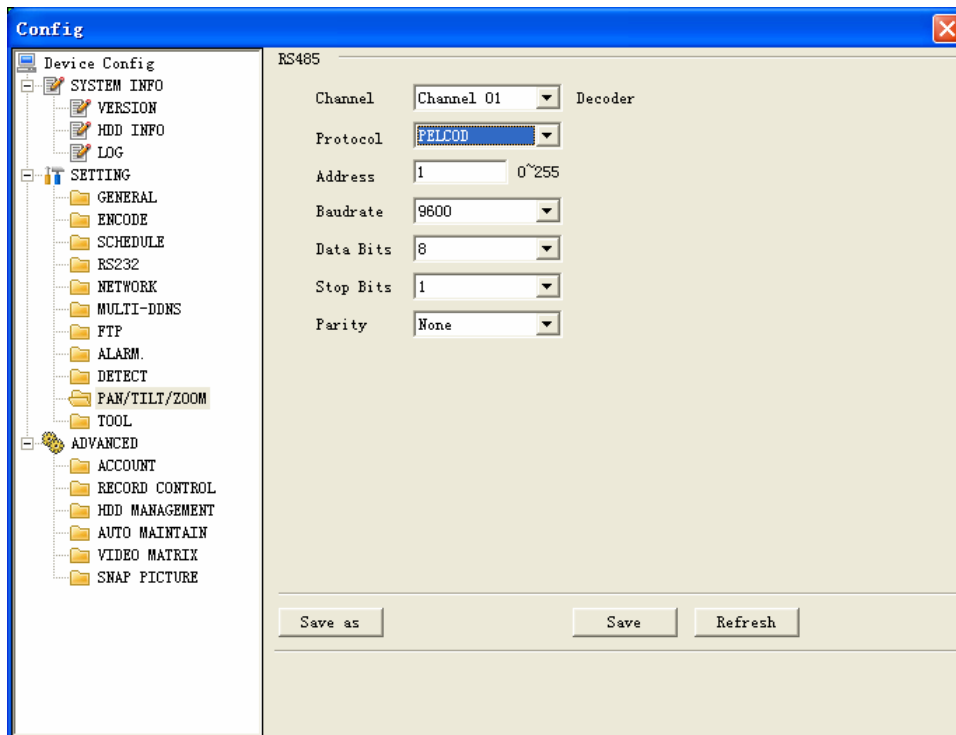 Config
Device Config
SYSTEM INFO
VERSION
HDD INFO
LOG
SETTING
GENERAL
ENCODE
SCHEDULE
RS232
NETWORK
MULTI-DDNS
FTP
ALARM.
DETECT
PAN/TILT/ZOOM
TOOL
ADVANCED
ACCOUNT
RECORD CONTROL
HDD MANAGEMENT
AUTO MAINTAIN
VIDEO MATRIX
SNAP PICTURE
RS485
Channel Channel 01 Decoder
Protocol PELCOD
Address 1 0~255
Baudrate 9600
Data Bits 8
Stop Bits 1
Parity None
Save as Save Refresh